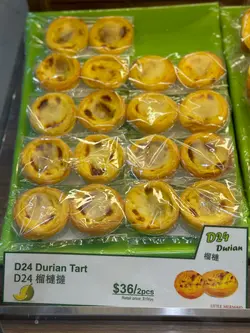 D24
Durian
榴槤
D24 Durian Tart
D24 榴槤撻
$36/2pcs